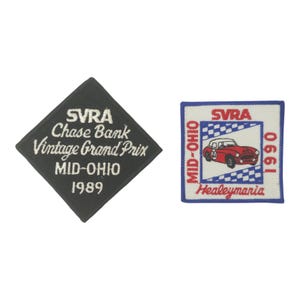 SVRA
Chase Bank
Vintage Grand Prix
MID-OHIO
1989
SVRA
MID-OHIO
1990
Healeymania